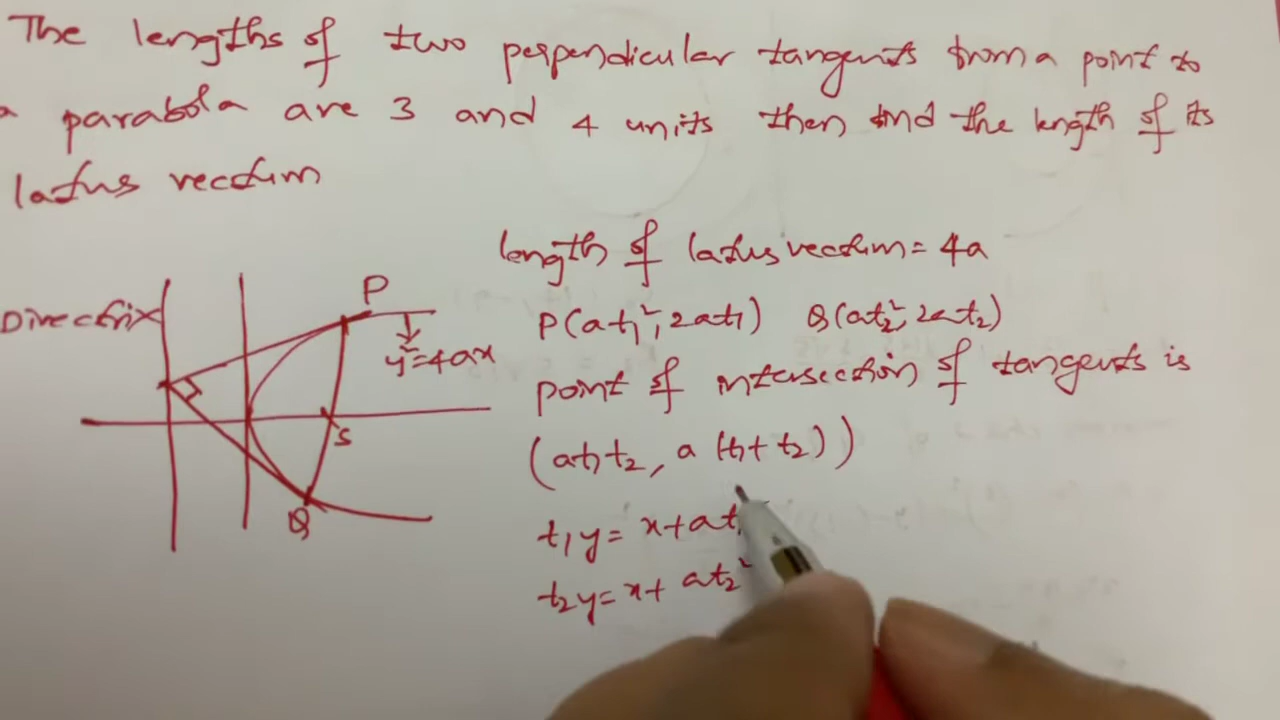 The lengths of two perpendicular tangents from a point to
a parabola are 3 and 4 units then find the length of its
latus rectum
length of latus rectum = 4a
Directrix
P
y²=4ax
S
Q
P(at₁², 2at₁) Q(at₂², 2at₂)
point of intersection of tangents is
(at₁t₂, a(t₁+t₂))
t₁y = x+at₁
t₂y = x+at₂²